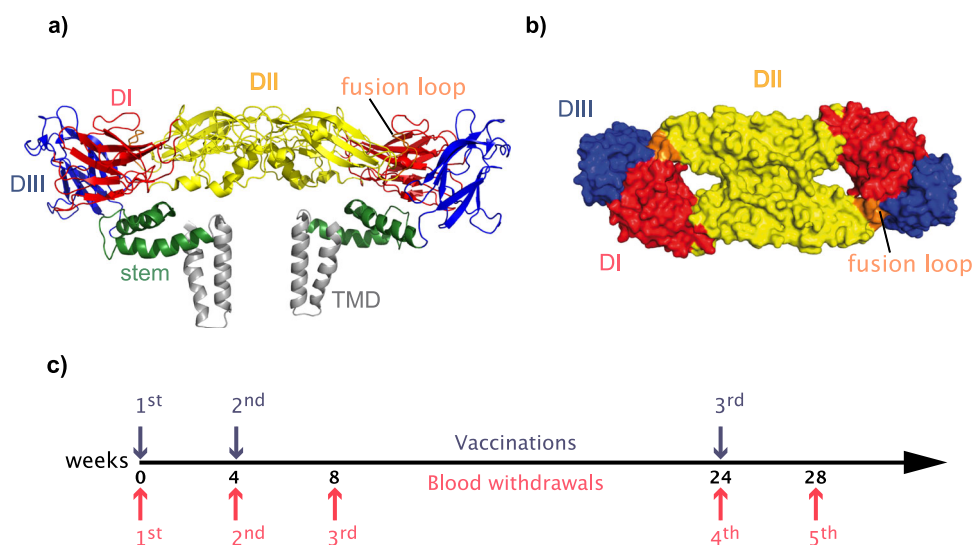 a)
b)
DII
DII
DI
fusion loop
DIII
DIII
stem
TMD
DI
fusion loop
c)
1st
2nd
3rd
Vaccinations
weeks
0
4
8
24
28
Blood withdrawals
1st
2nd
3rd
4th
5th